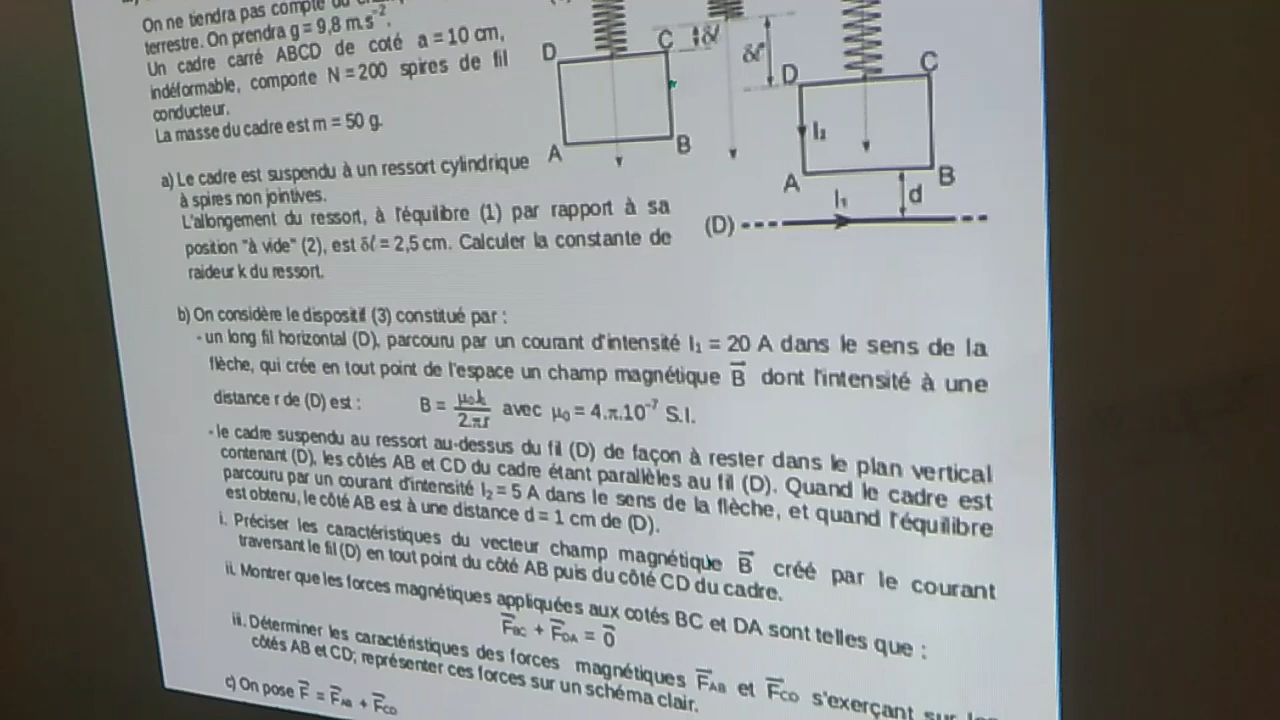 On ne tiendra pas compte du
terrestre. On prendra g = 9,8 m.s⁻².
Un cadre carré ABCD de coté a = 10 cm,
indéformable, comporte N = 200 spires de fil
conducteur.
La masse du cadre est m = 50 g.
D C δℓ
A B
δℓ'
D C
I₂
A B
I₁ d
(D)
a) Le cadre est suspendu à un ressort cylindrique
à spires non jointives.
L'allongement du ressort, à l'équilibre (1) par rapport à sa
position "à vide" (2), est δℓ = 2,5 cm. Calculer la constante de
raideur k du ressort.
b) On considère le dispositif (3) constitué par :
- un long fil horizontal (D), parcouru par un courant d'intensité I₁ = 20 A dans le sens de la
flèche, qui crée en tout point de l'espace un champ magnétique B⃗ dont l'intensité à une
distance r de (D) est : B = μ₀I₁/2.π.r avec μ₀ = 4.π.10⁻⁷ S.I.
- le cadre suspendu au ressort au-dessus du fil (D) de façon à rester dans le plan vertical
contenant (D), les côtés AB et CD du cadre étant parallèles au fil (D). Quand le cadre est
parcouru par un courant d'intensité I₂ = 5 A dans le sens de la flèche, et quand l'équilibre
est obtenu, le côté AB est à une distance d = 1 cm de (D).
i. Préciser les caractéristiques du vecteur champ magnétique B⃗ créé par le courant
traversant le fil (D) en tout point du côté AB puis du côté CD du cadre.
ii. Montrer que les forces magnétiques appliquées aux cotés BC et DA sont telles que :
F⃗BC + F⃗DA = 0⃗
iii. Déterminer les caractéristiques des forces magnétiques F⃗AB et F⃗CD s'exerçant sur les
côtés AB et CD; représenter ces forces sur un schéma clair.
c) On pose F⃗ = F⃗AB + F⃗CD